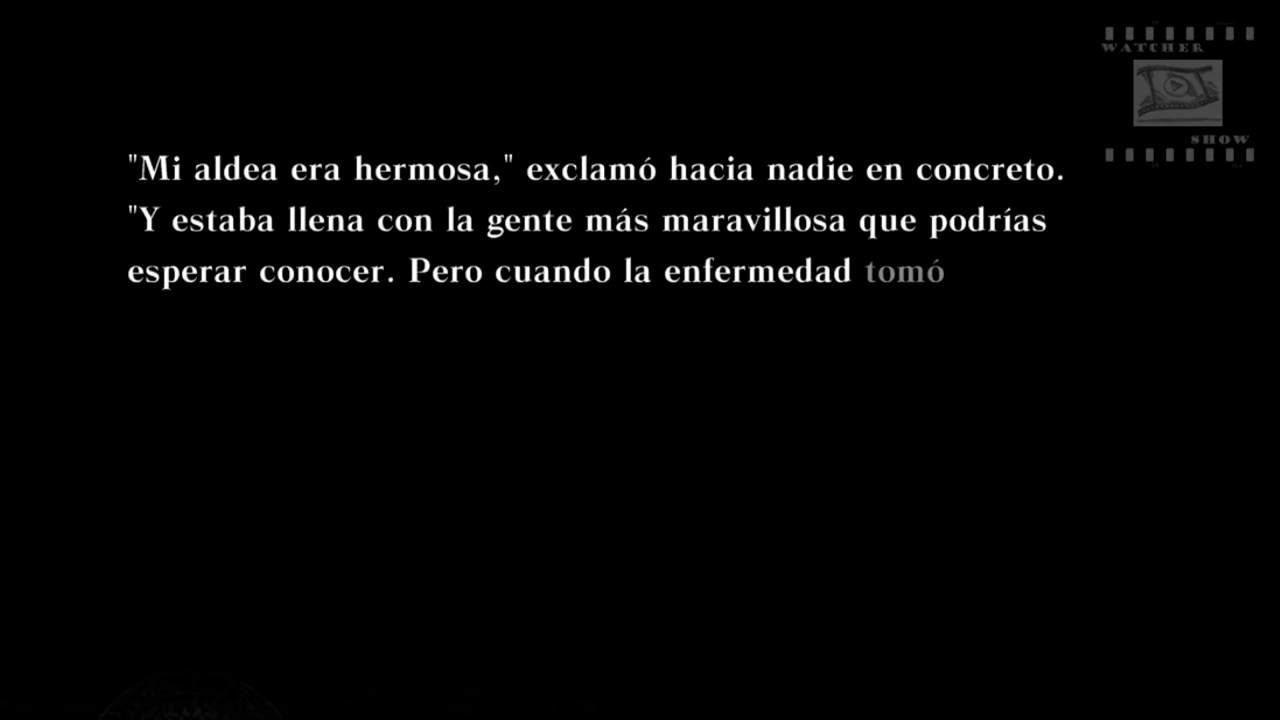 WATCHER
SHOW
"Mi aldea era hermosa," exclamó hacia nadie en concreto.
"Y estaba llena con la gente más maravillosa que podrías
esperar conocer. Pero cuando la enfermedad tomó